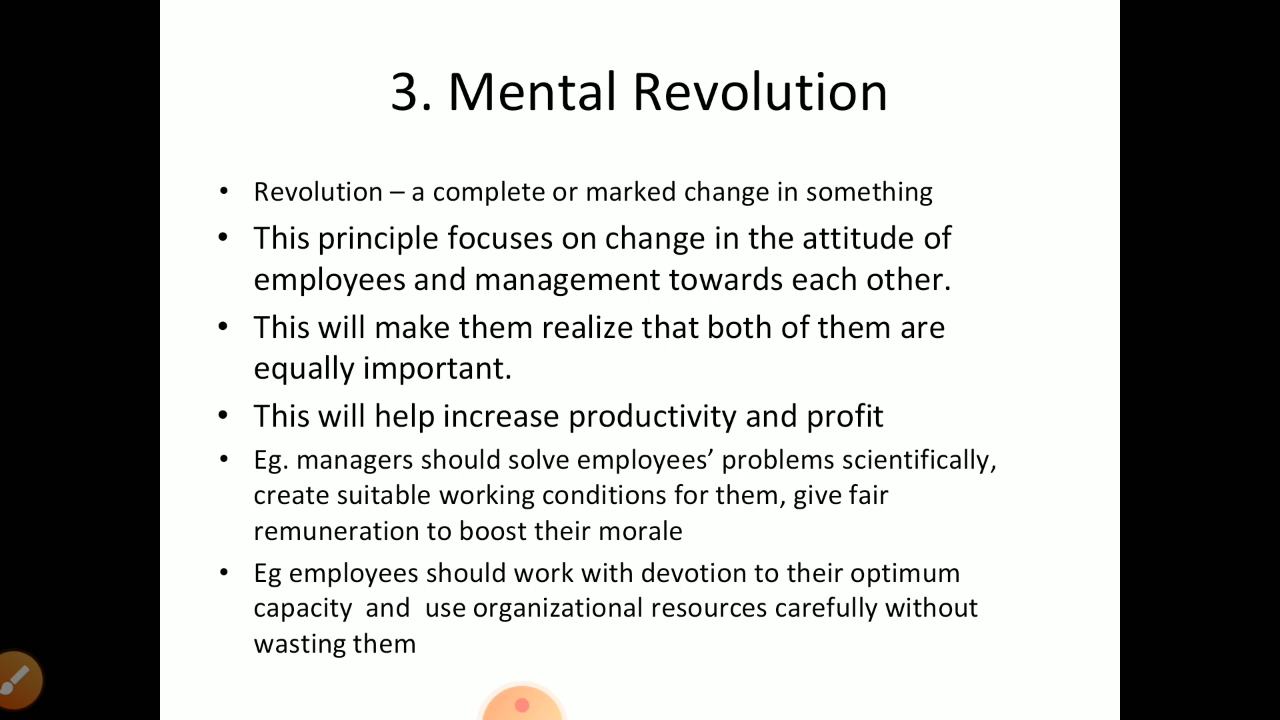 3. Mental Revolution
• Revolution – a complete or marked change in something
• This principle focuses on change in the attitude of
employees and management towards each other.
• This will make them realize that both of them are
equally important.
• This will help increase productivity and profit
• Eg. managers should solve employees’ problems scientifically,
create suitable working conditions for them, give fair
remuneration to boost their morale
• Eg employees should work with devotion to their optimum
capacity  and  use organizational resources carefully without
wasting them